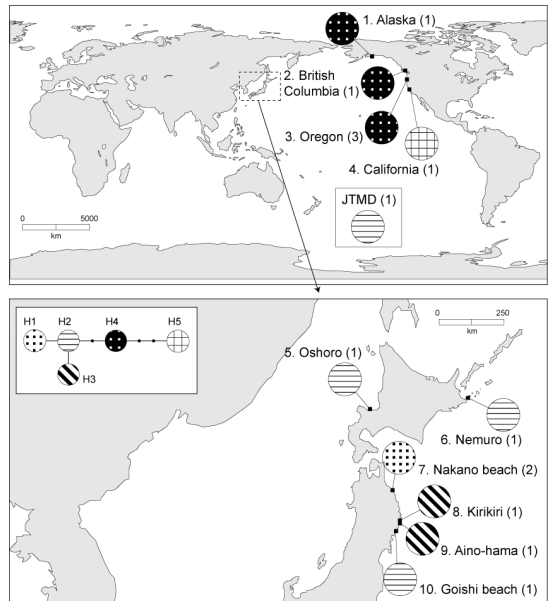 1. Alaska (1)
2. British
Columbia (1)
3. Oregon (3)
4. California (1)
JTMD (1)
0 5000
km
H1 H2 H4 H5
H3
0 250
km
5. Oshoro (1)
6. Nemuro (1)
7. Nakano beach (2)
8. Kirikiri (1)
9. Aino-hama (1)
10. Goishi beach (1)